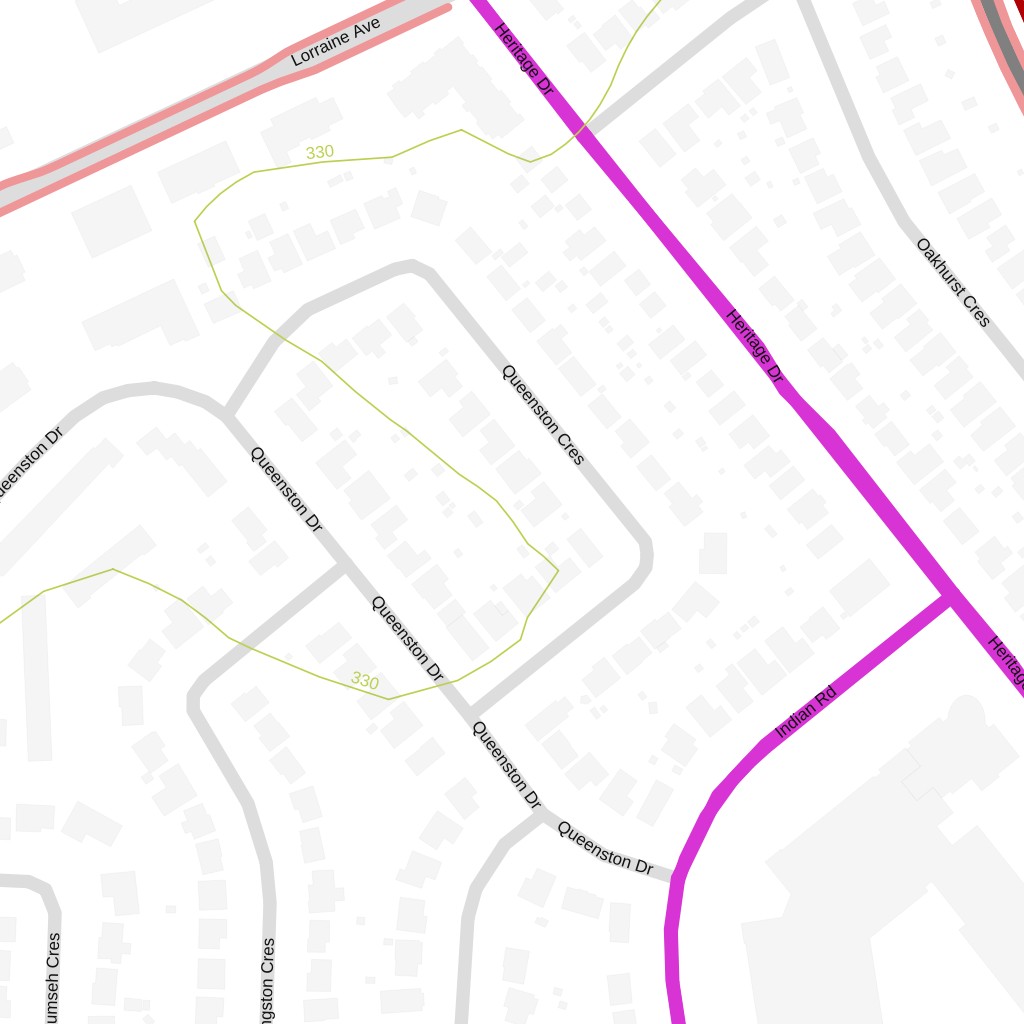 Lorraine Ave
Heritage Dr
330
Oakhurst Cres
Heritage Dr
Queenston Cres
Queenston Dr
Queenston Dr
Queenston Dr
330
Indian Rd
Queenston Dr
Queenston Dr